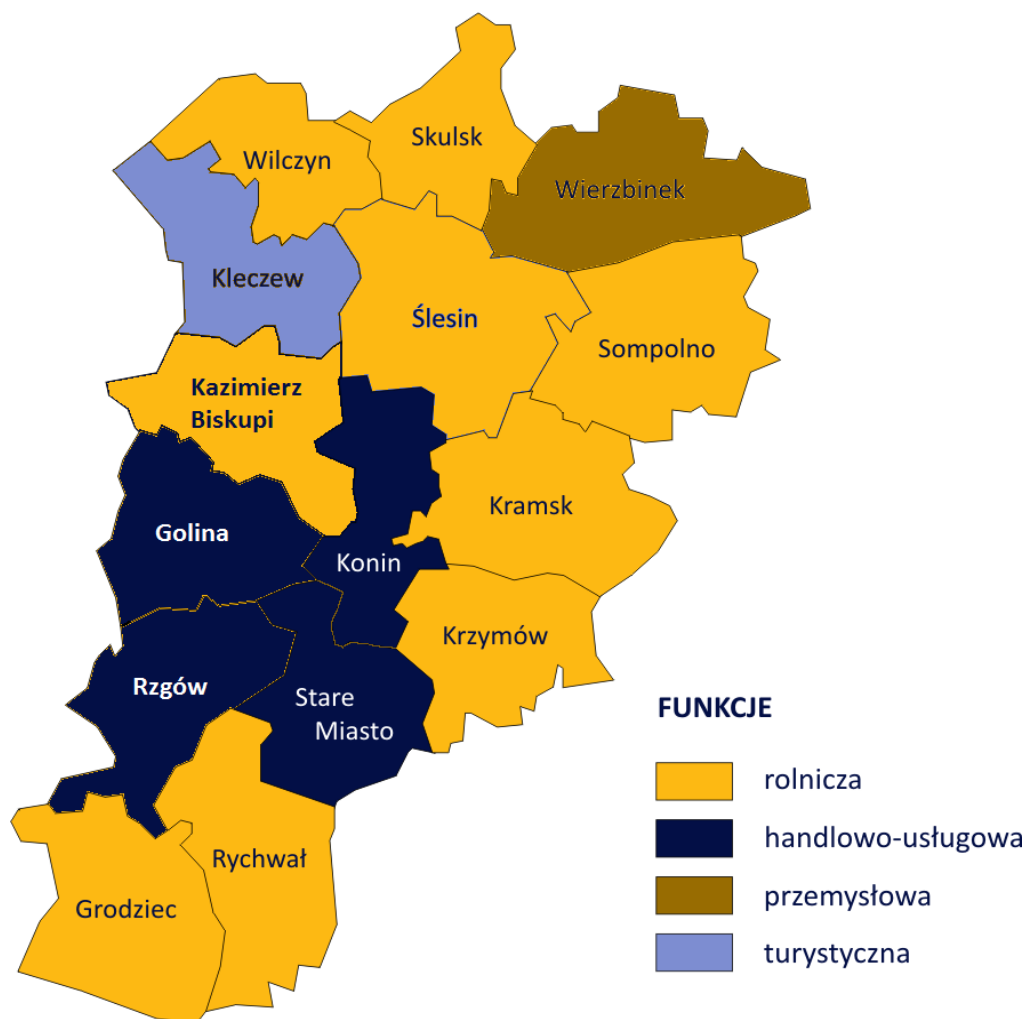 Skulsk
Wilczyn
Wierzbinek
Kleczew
Ślesin
Sompolno
Kazimierz
Biskupi
Kramsk
Golina
Konin
Krzymów
Rzgów
Stare
Miasto
FUNKCJE
rolnicza
handlowo-usługowa
Rychwał
przemysłowa
Grodziec
turystyczna